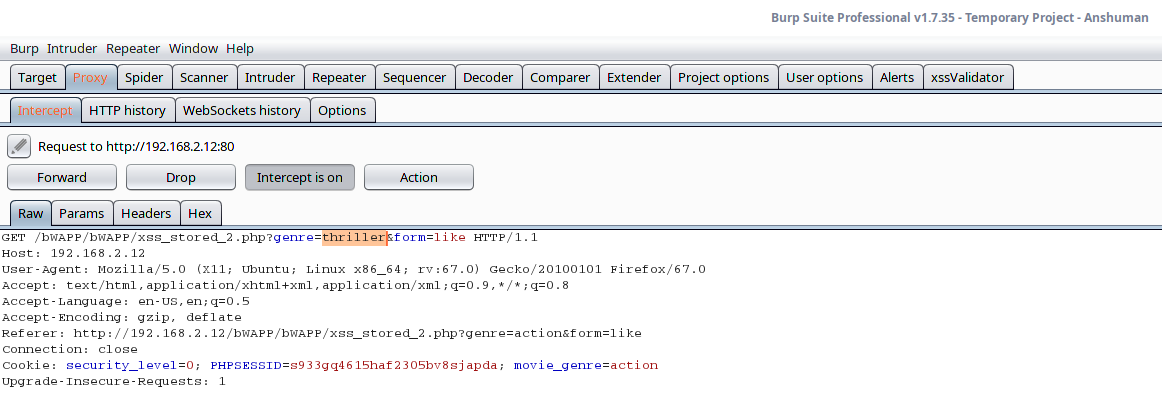 Burp Suite Professional v1.7.35 - Temporary Project - Anshuman
Burp Intruder Repeater Window Help
Target Proxy Spider Scanner Intruder Repeater Sequencer Decoder Comparer Extender Project options User options Alerts xssValidator
Intercept HTTP history WebSockets history Options
Request to http://192.168.2.12:80
Forward Drop Intercept is on Action
Raw Params Headers Hex
GET /bWAPP/bWAPP/xss_stored_2.php?genre=thriller&form=like HTTP/1.1
Host: 192.168.2.12
User-Agent: Mozilla/5.0 (X11; Ubuntu; Linux x86_64; rv:67.0) Gecko/20100101 Firefox/67.0
Accept: text/html,application/xhtml+xml,application/xml;q=0.9,*/*;q=0.8
Accept-Language: en-US,en;q=0.5
Accept-Encoding: gzip, deflate
Referer: http://192.168.2.12/bWAPP/bWAPP/xss_stored_2.php?genre=action&form=like
Connection: close
Cookie: security_level=0; PHPSESSID=s933gq4615haf2305bv8sjapda; movie_genre=action
Upgrade-Insecure-Requests: 1